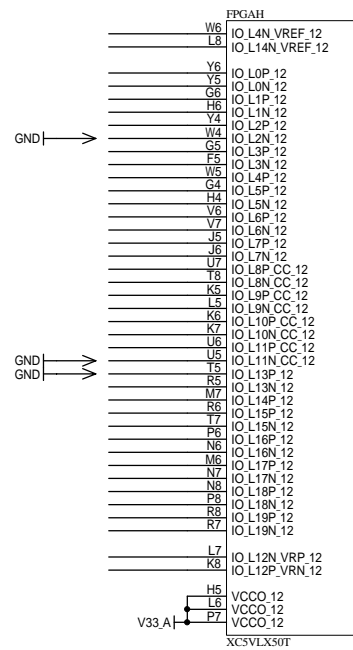 FPGAH
W6 IO_L4N_VREF_12
L8 IO_L14N_VREF_12
Y6 IO_L0P_12
Y5 IO_L0N_12
G6 IO_L1P_12
H6 IO_L1N_12
Y4 IO_L2P_12
GND W4 IO_L2N_12
G5 IO_L3P_12
F5 IO_L3N_12
W5 IO_L4P_12
G4 IO_L5P_12
H4 IO_L5N_12
V6 IO_L6P_12
V7 IO_L6N_12
J5 IO_L7P_12
J6 IO_L7N_12
U7 IO_L8P_CC_12
T8 IO_L8N_CC_12
K5 IO_L9P_CC_12
L5 IO_L9N_CC_12
K6 IO_L10P_CC_12
K7 IO_L10N_CC_12
U6 IO_L11P_CC_12
GND U5 IO_L11N_CC_12
GND T5 IO_L13P_12
R5 IO_L13N_12
M7 IO_L14P_12
R6 IO_L15P_12
T7 IO_L15N_12
P6 IO_L16P_12
N6 IO_L16N_12
M6 IO_L17P_12
N7 IO_L17N_12
N8 IO_L18P_12
P8 IO_L18N_12
R8 IO_L19P_12
R7 IO_L19N_12
L7 IO_L12N_VRP_12
K8 IO_L12P_VRN_12
H5 VCCO_12
L6 VCCO_12
V33_A P7 VCCO_12
XC5VLX50T